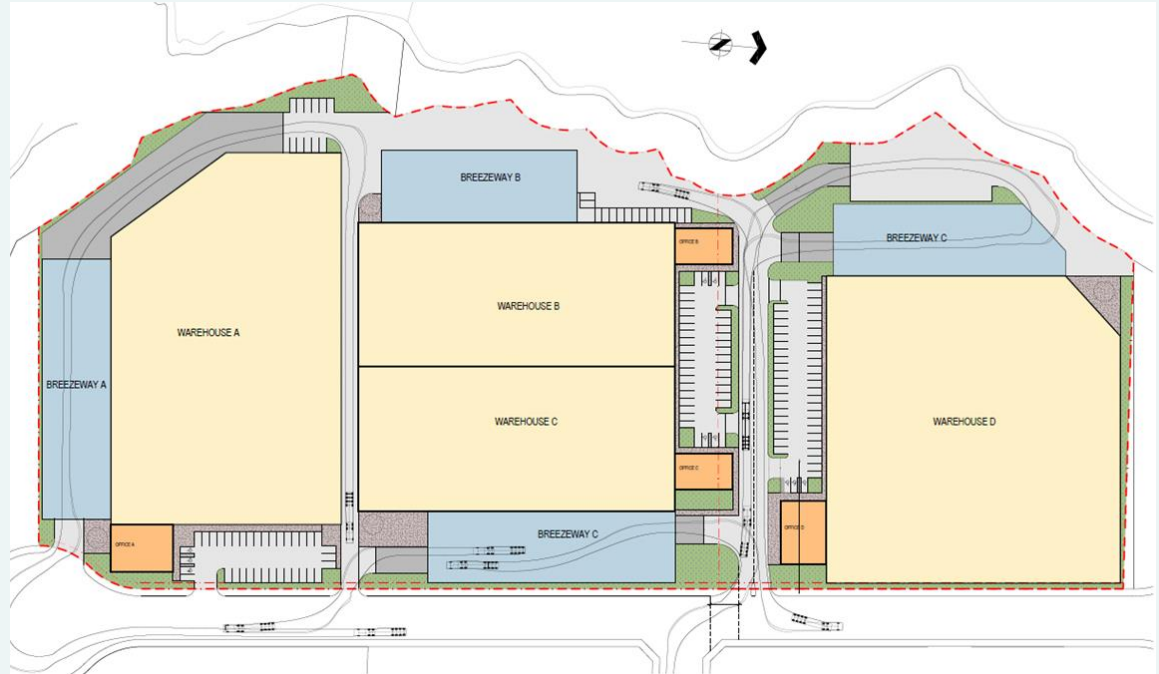 BREEZEWAY B
OFFICE B
BREEZEWAY C
WAREHOUSE B
WAREHOUSE A
BREEZEWAY A
WAREHOUSE C
WAREHOUSE D
OFFICE C
OFFICE D
BREEZEWAY C
OFFICE A